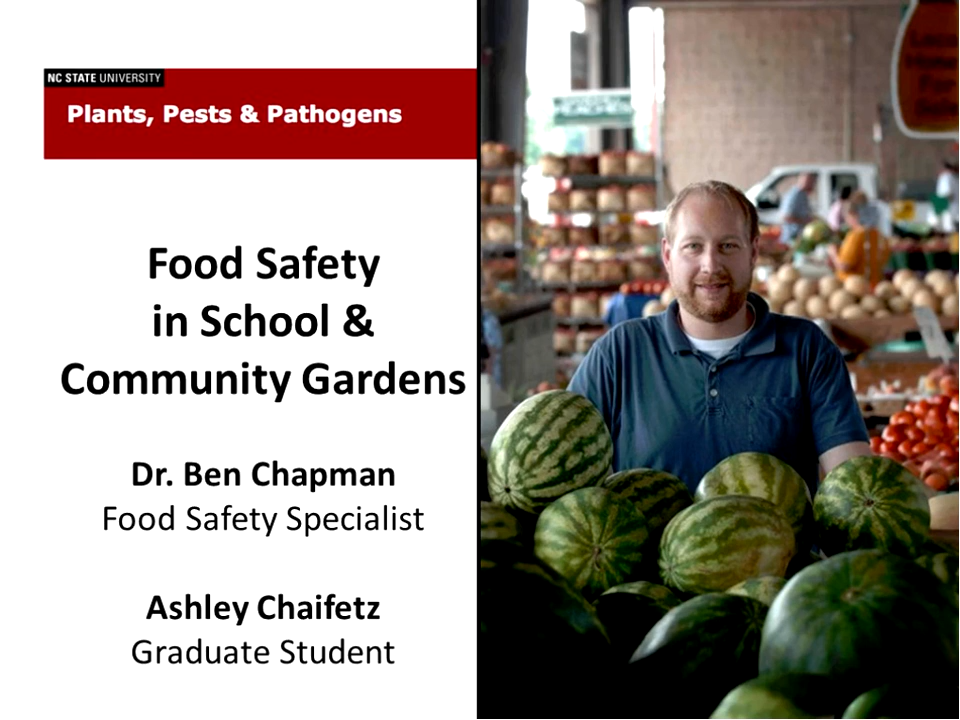 NC STATE UNIVERSITY
Plants, Pests & Pathogens
Food Safety
in School &
Community Gardens
Dr. Ben Chapman
Food Safety Specialist
Ashley Chaifetz
Graduate Student